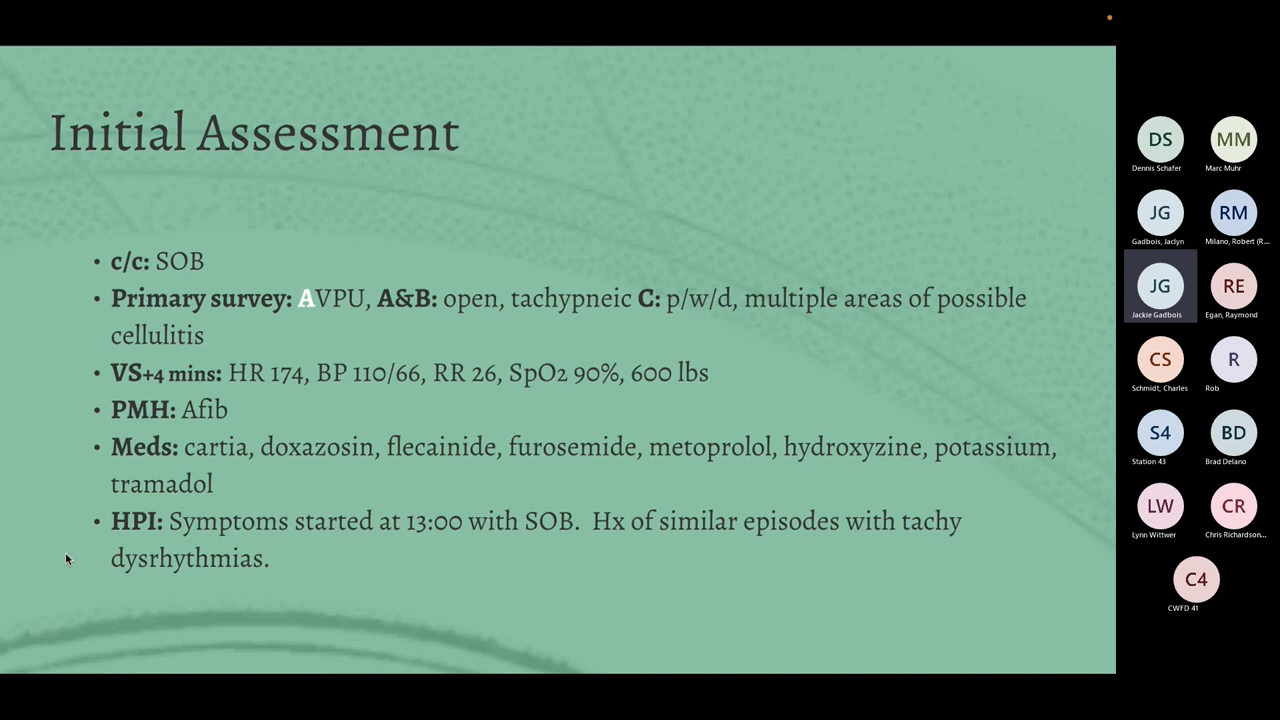 Initial Assessment
• c/c: SOB
• Primary survey: AVPU, A&B: open, tachypneic C: p/w/d, multiple areas of possible
cellulitis
• VS+4 mins: HR 174, BP 110/66, RR 26, SpO2 90%, 600 lbs
• PMH: Afib
• Meds: cartia, doxazosin, flecainide, furosemide, metoprolol, hydroxyzine, potassium,
tramadol
• HPI: Symptoms started at 13:00 with SOB.  Hx of similar episodes with tachy
dysrhythmias.
DS
Dennis Schafer
MM
Marc Muhr
JG
Gadbois, Jaclyn
RM
Milano, Robert (R...
JG
Jackie Gadbois
RE
Egan, Raymond
CS
Schmidt, Charles
R
Rob
S4
Station 43
BD
Brad Delano
LW
Lynn Wittwer
CR
Chris Richardson...
C4
CWFD 41